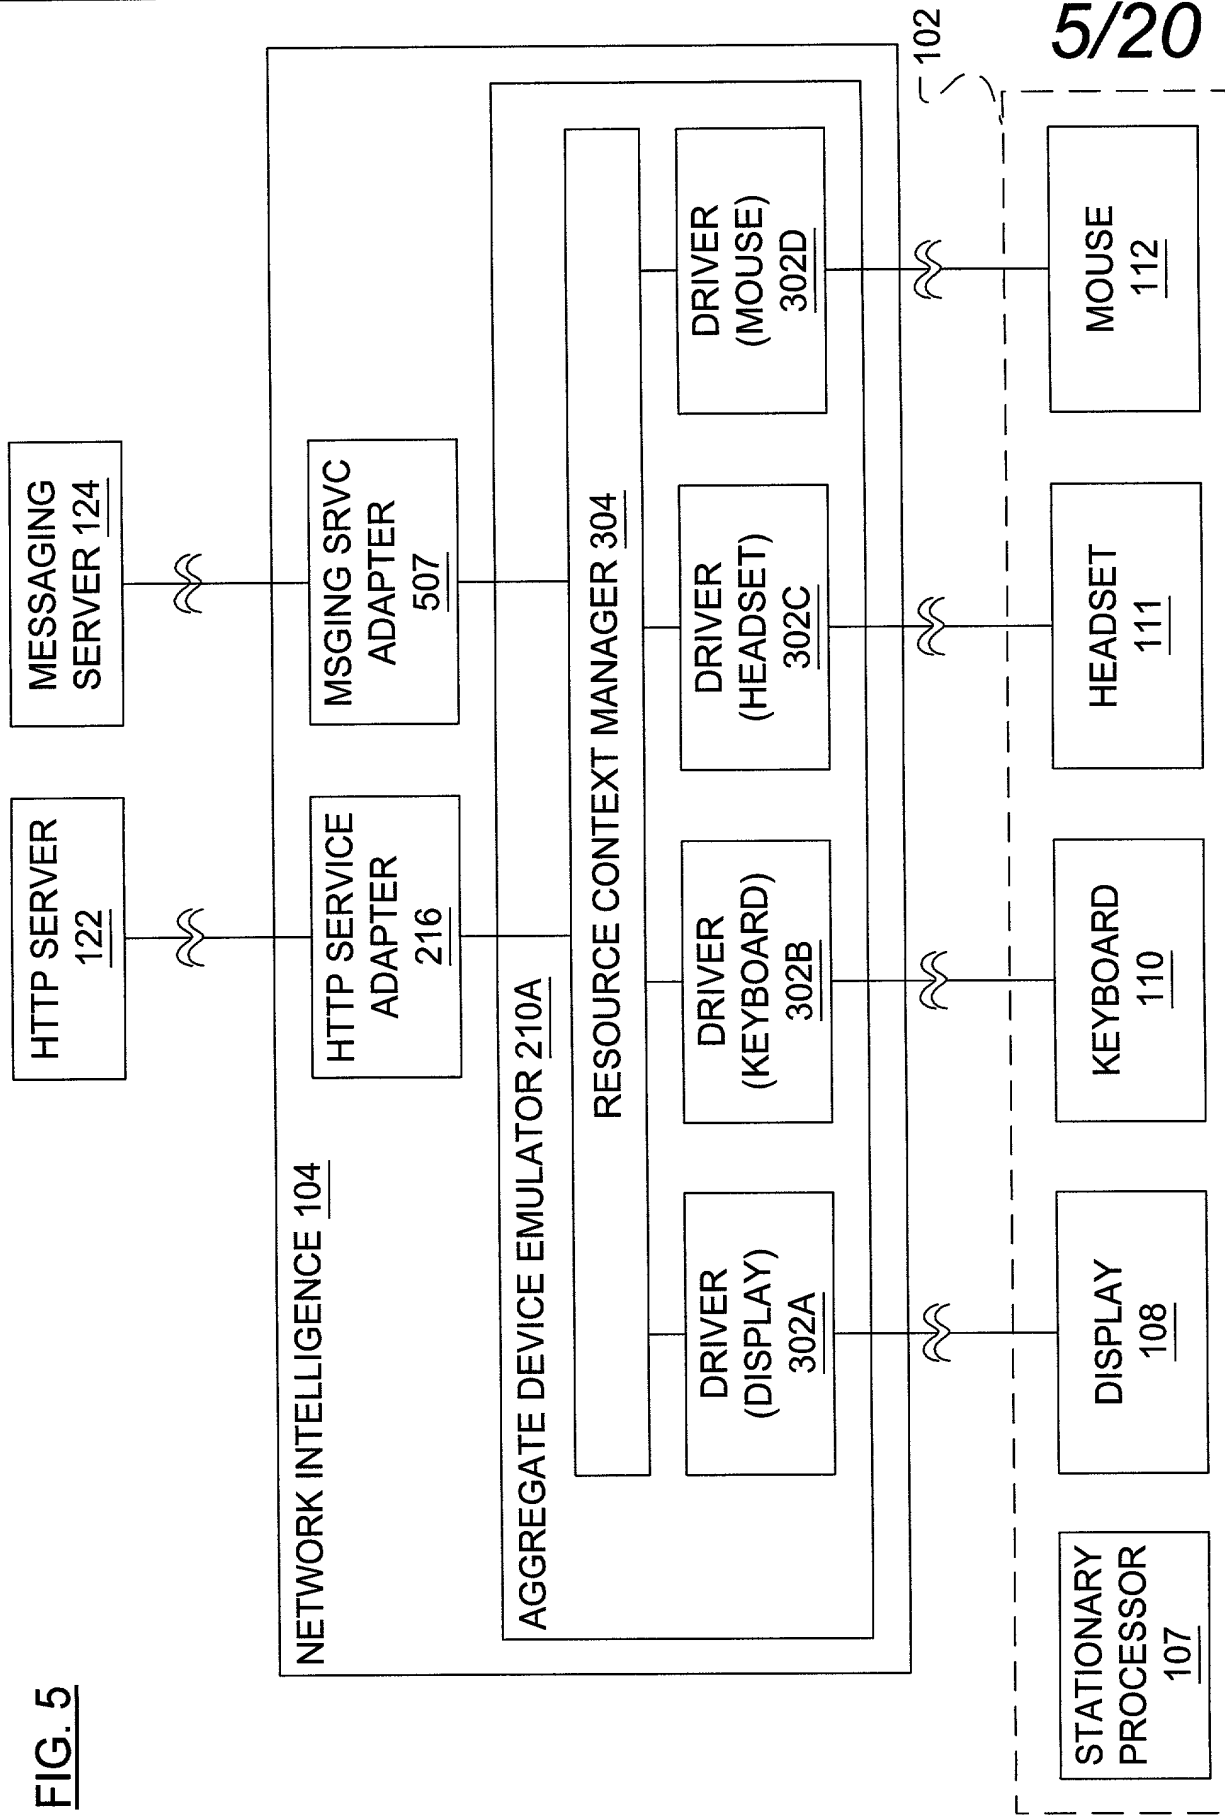 5/20
FIG. 5
HTTP SERVER
122
MESSAGING
SERVER 124
NETWORK INTELLIGENCE 104
HTTP SERVICE
ADAPTER
216
MSGING SRVC
ADAPTER
507
AGGREGATE DEVICE EMULATOR 210A
RESOURCE CONTEXT MANAGER 304
DRIVER
(DISPLAY)
302A
DRIVER
(KEYBOARD)
302B
DRIVER
(HEADSET)
302C
DRIVER
(MOUSE)
302D
102
STATIONARY
PROCESSOR
107
DISPLAY
108
KEYBOARD
110
HEADSET
111
MOUSE
112